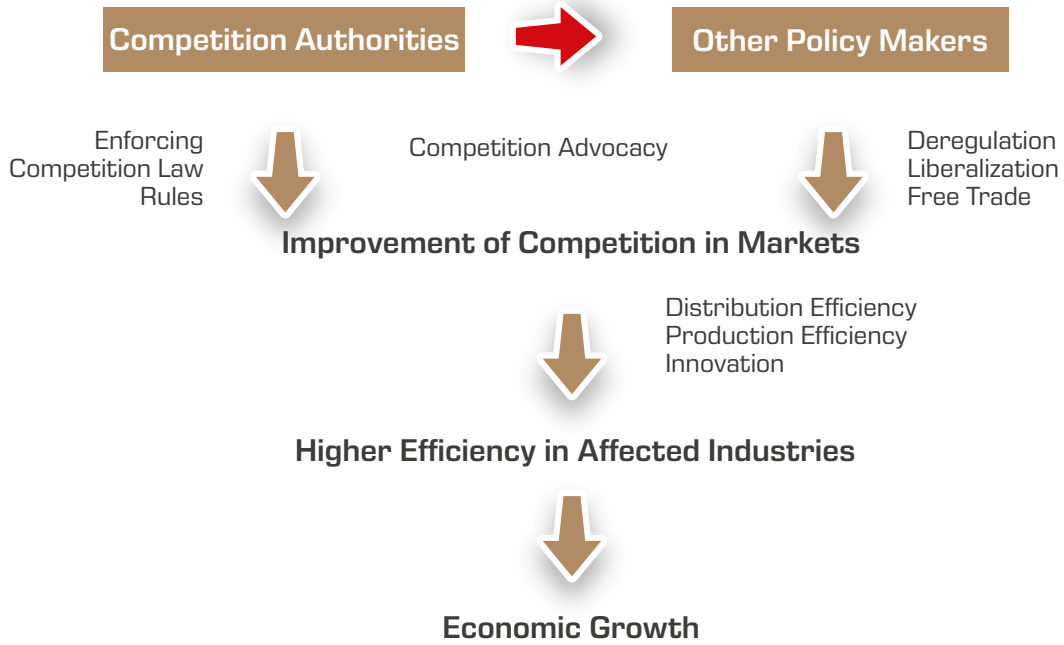 Competition Authorities
Other Policy Makers
Enforcing
Competition Law
Rules
Competition Advocacy
Deregulation
Liberalization
Free Trade
Improvement of Competition in Markets
Distribution Efficiency
Production Efficiency
Innovation
Higher Efficiency in Affected Industries
Economic Growth